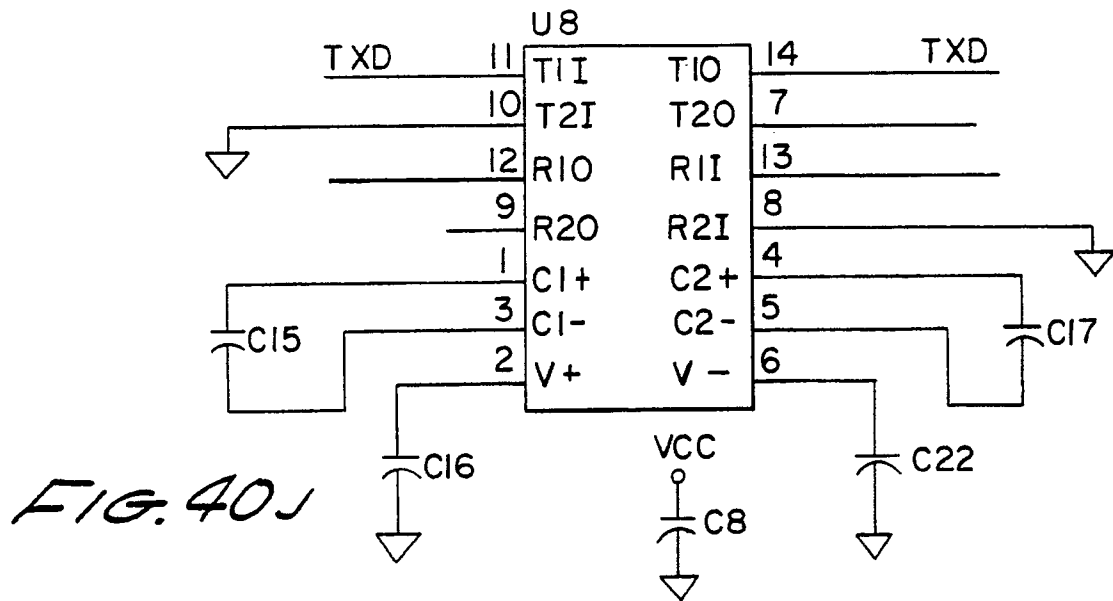 U8
TXD 11 T1I T1O 14 TXD
10 T2I T2O 7
12 R1O R1I 13
9 R2O R2I 8
1 C1+ C2+ 4
3 C1- C2- 5
2 V+ V- 6
C15
C17
C16
VCC
C22
C8
FIG. 40J